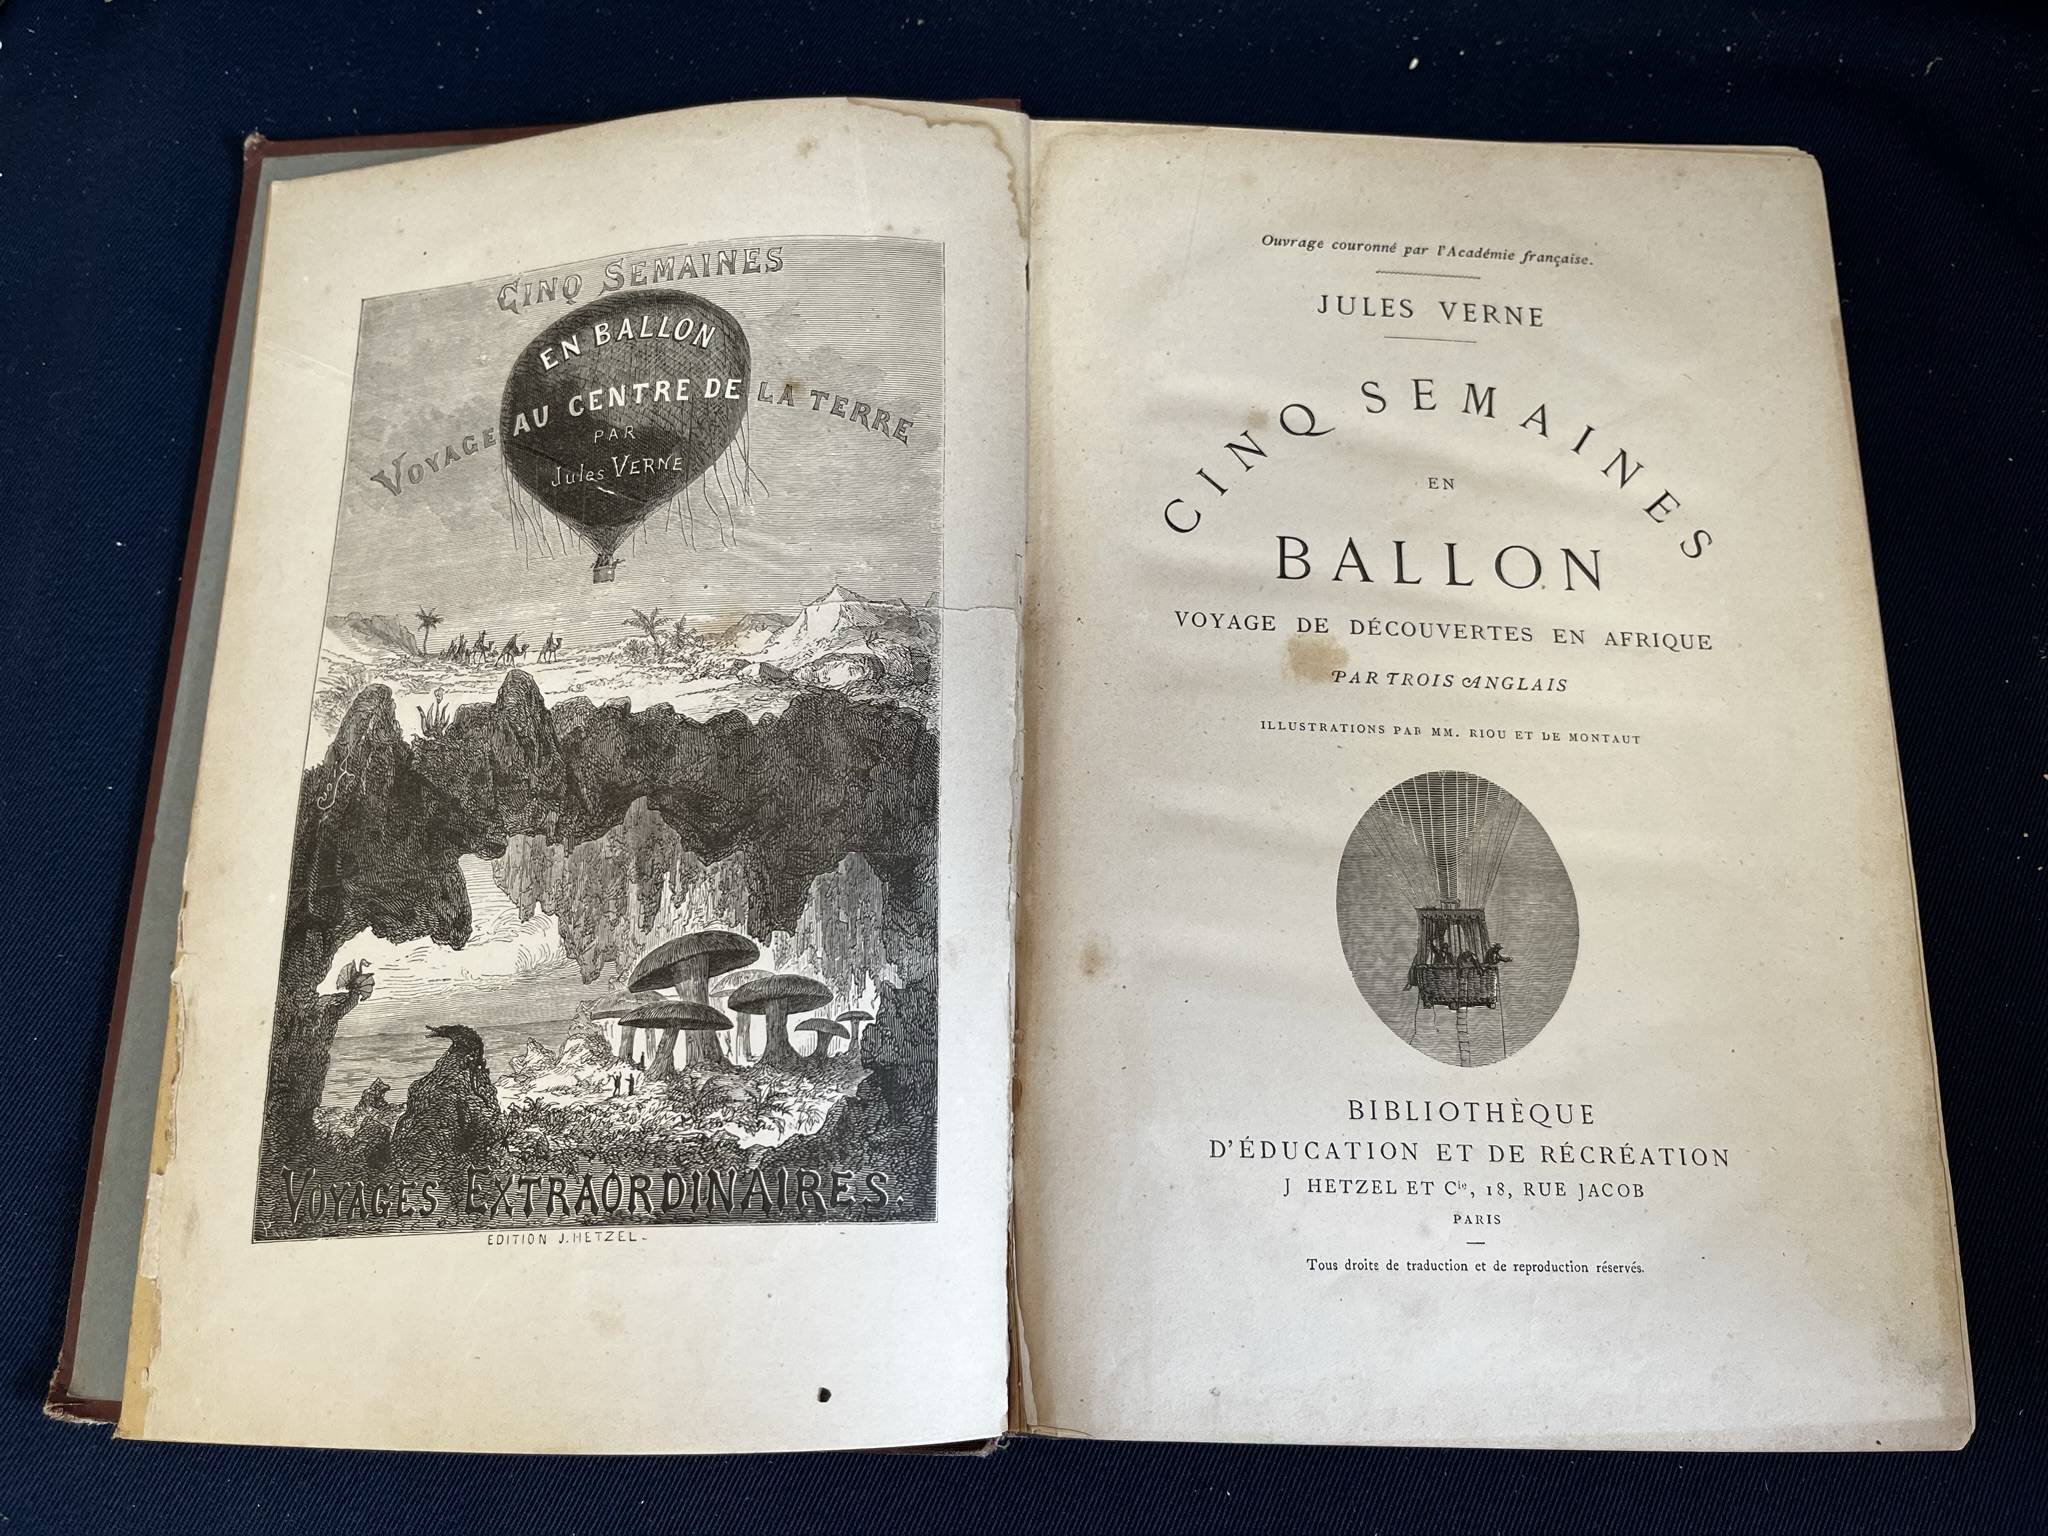 CINQ SEMAINES
EN BALLON
VOYAGE AU CENTRE DE LA TERRE
PAR
Jules VERNE
VOYAGES EXTRAORDINAIRES.
EDITION J. HETZEL_
Ouvrage couronné par l'Académie française.
JULES VERNE
CINQ SEMAINES
EN
BALLON
VOYAGE DE DÉCOUVERTES EN AFRIQUE
PAR TROIS ANGLAIS
ILLUSTRATIONS PAR MM. RIOU ET DE MONTAUT
BIBLIOTHÈQUE
D'ÉDUCATION ET DE RÉCRÉATION
J HETZEL ET Cie, 18, RUE JACOB
PARIS
Tous droits de traduction et de reproduction réservés.